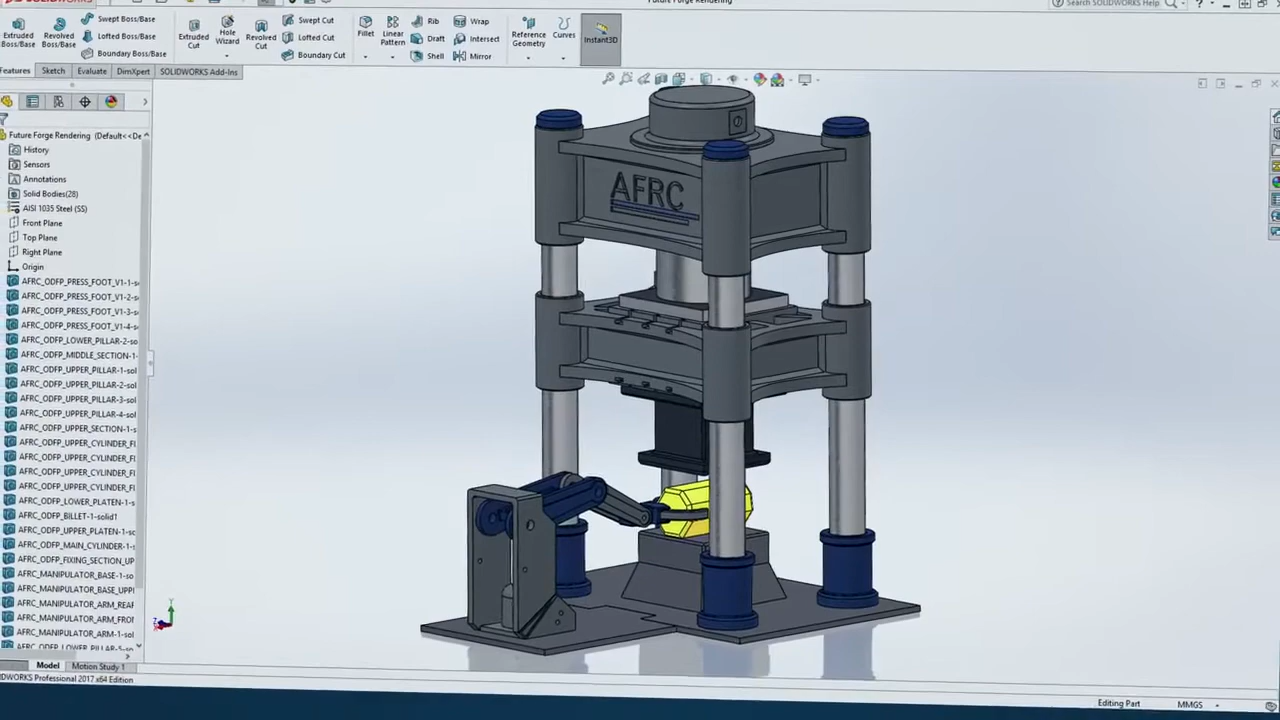 Future Forge Rendering
Search SOLIDWORKS Help
Extruded Boss/Base
Revolved Boss/Base
Swept Boss/Base
Lofted Boss/Base
Boundary Boss/Base
Extruded Cut
Hole Wizard
Revolved Cut
Swept Cut
Lofted Cut
Boundary Cut
Fillet
Linear Pattern
Rib
Draft
Shell
Wrap
Intersect
Mirror
Reference Geometry
Curves
Instant3D
Features
Sketch
Evaluate
DimXpert
SOLIDWORKS Add-Ins
Future Forge Rendering (Default<<De
History
Sensors
Annotations
Solid Bodies(28)
AISI 1035 Steel (SS)
Front Plane
Top Plane
Right Plane
Origin
AFRC_ODFP_PRESS_FOOT_V1-1-s
AFRC_ODFP_PRESS_FOOT_V1-2-s
AFRC_ODFP_PRESS_FOOT_V1-3-s
AFRC_ODFP_PRESS_FOOT_V1-4-s
AFRC_ODFP_LOWER_PILLAR-2-so
AFRC_ODFP_MIDDLE_SECTION-1-
AFRC_ODFP_UPPER_PILLAR-1-sol
AFRC_ODFP_UPPER_PILLAR-2-sol
AFRC_ODFP_UPPER_PILLAR-3-sol
AFRC_ODFP_UPPER_PILLAR-4-sol
AFRC_ODFP_UPPER_SECTION-1-s
AFRC_ODFP_UPPER_CYLINDER_FI
AFRC_ODFP_UPPER_CYLINDER_FI
AFRC_ODFP_UPPER_CYLINDER_FI
AFRC_ODFP_UPPER_CYLINDER_FI
AFRC_ODFP_LOWER_PLATEN-1-s
AFRC_ODFP_BILLET-1-solid1
AFRC_ODFP_UPPER_PLATEN-1-so
AFRC_ODFP_MAIN_CYLINDER-1-
AFRC_ODFP_FIXING_SECTION_UP
AFRC_MANIPULATOR_BASE-1-so
AFRC_MANIPULATOR_BASE_UPP
AFRC_MANIPULATOR_ARM_REAR
AFRC_MANIPULATOR_ARM_FRON
AFRC_MANIPULATOR_ARM-1-sol
AFRC_ODFP_LOWER_PILLAR-5-sol
AFRC
Model
Motion Study 1
IDWORKS Professional 2017 x64 Edition
Editing Part
MMGS